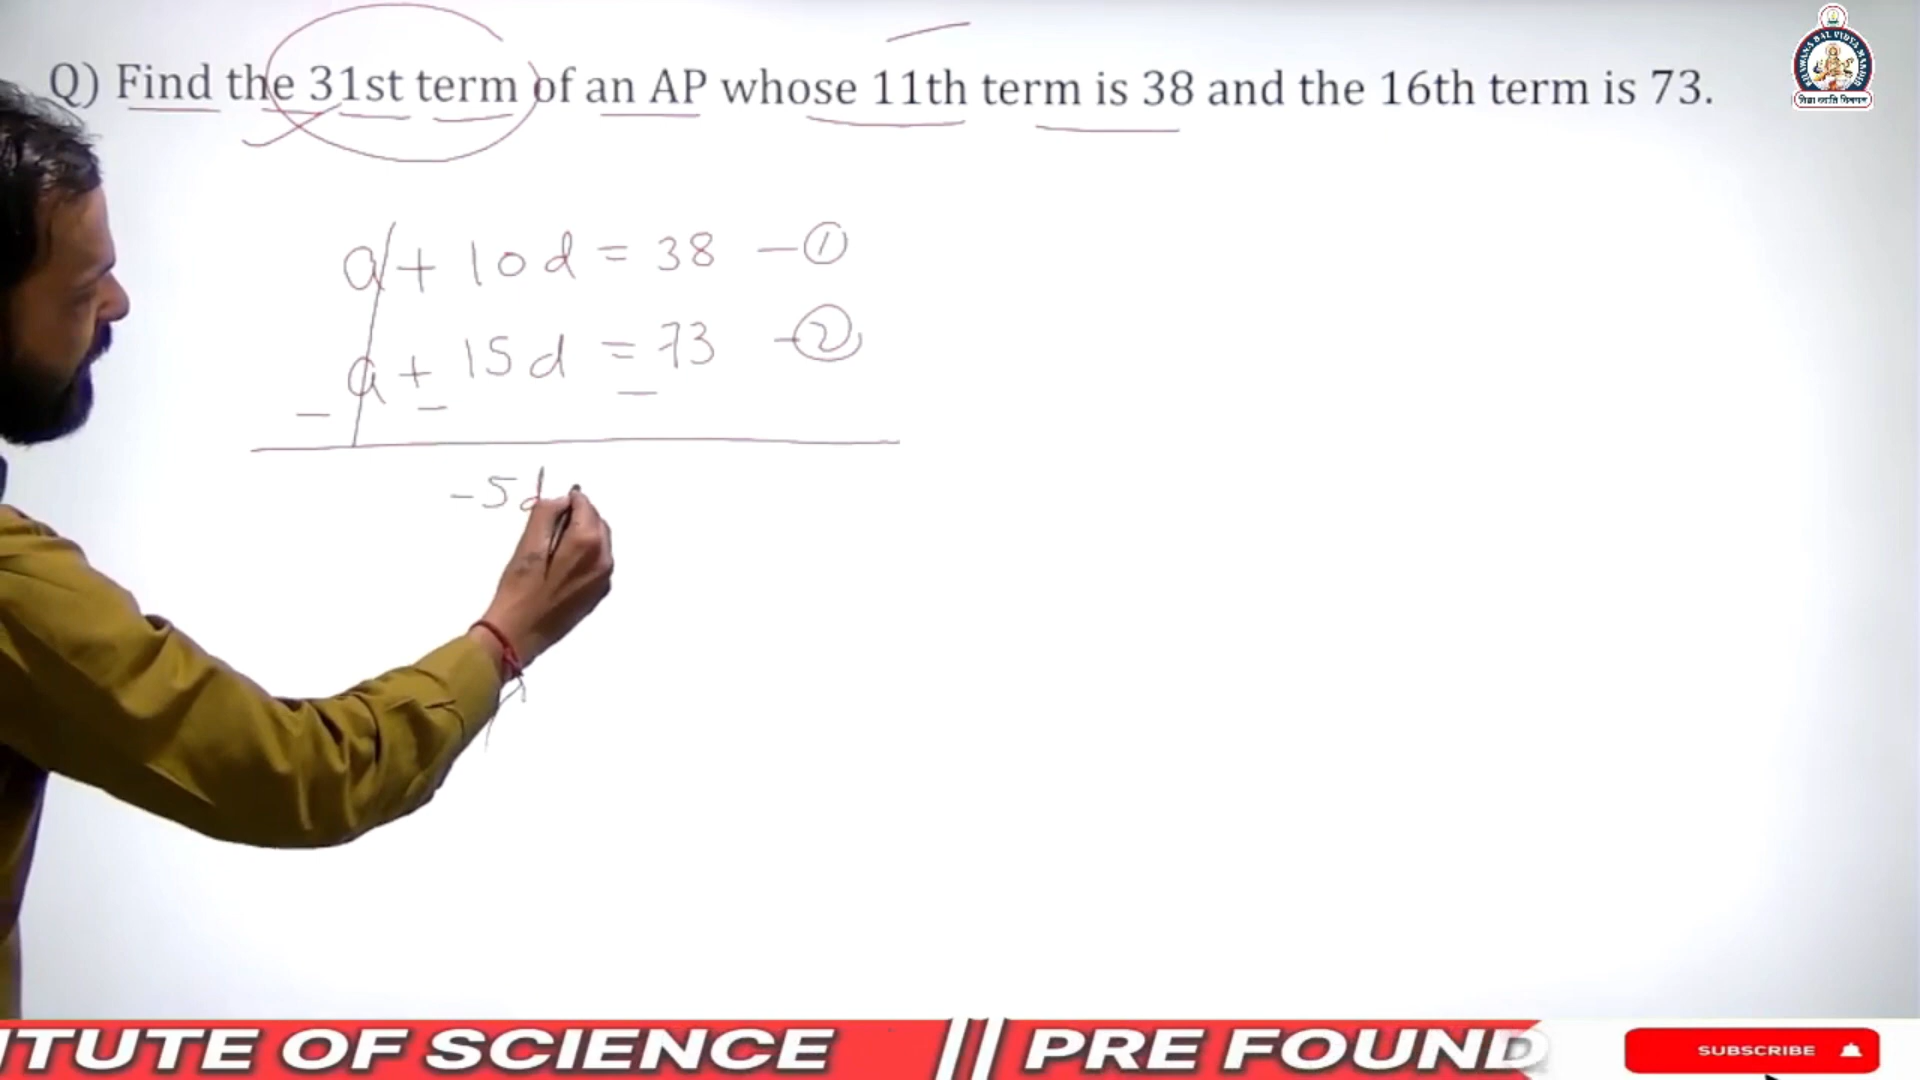 Q) Find the 31st term of an AP whose 11th term is 38 and the 16th term is 73.
a + 10d = 38 - ①
a + 15d = 73 - ②
- - -
-5d
विद्या ज्योति
ITUTE OF SCIENCE || PRE FOUND
SUBSCRIBE